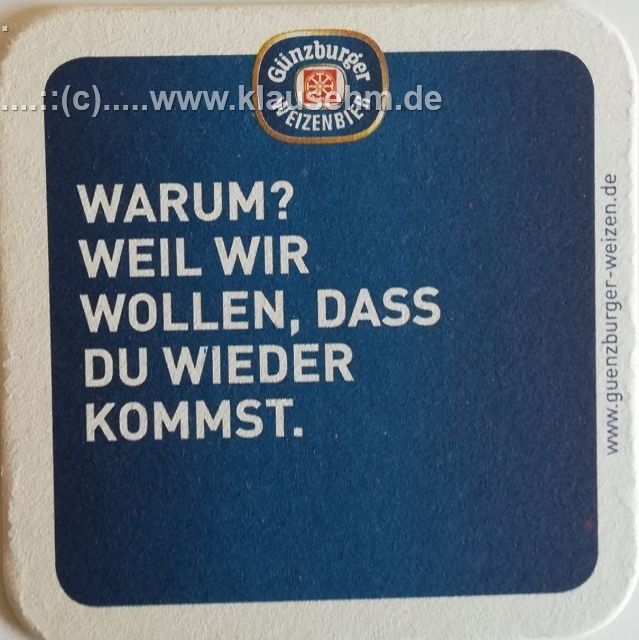 Günzburger
WEIZENBIER
.....::(c).....www.klausehm.de
WARUM?
WEIL WIR
WOLLEN, DASS
DU WIEDER
KOMMST.
www.guenzburger-weizen.de